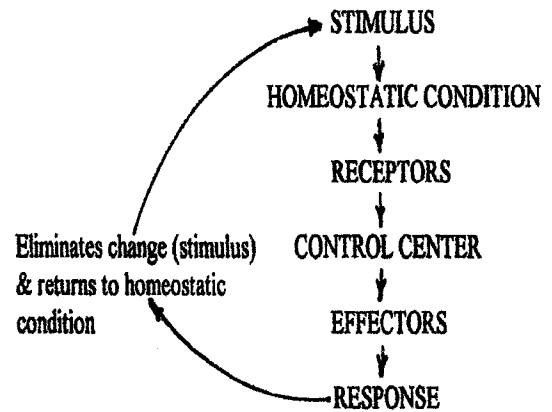 STIMULUS
HOMEOSTATIC CONDITION
RECEPTORS
CONTROL CENTER
EFFECTORS
RESPONSE
Eliminates change (stimulus)
& returns to homeostatic
condition